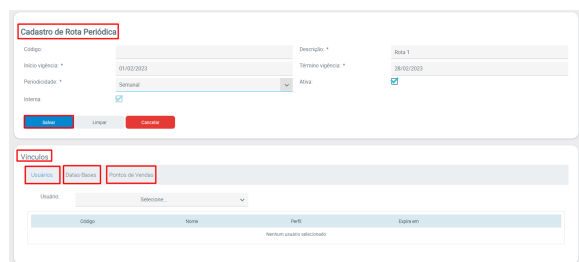 Cadastro de Rota Periódica
Código: Descrição: * Rota 1
Início vigência: * 01/02/2023 Término vigência: * 28/02/2023
Periodicidade: * Semanal Ativa:
Interna:
Salvar Limpar Cancelar
Vínculos
Usuários Datas-Bases Pontos de Vendas
Usuário: Selecione...
Código Nome Perfil Expira em
Nenhum usuário selecionado